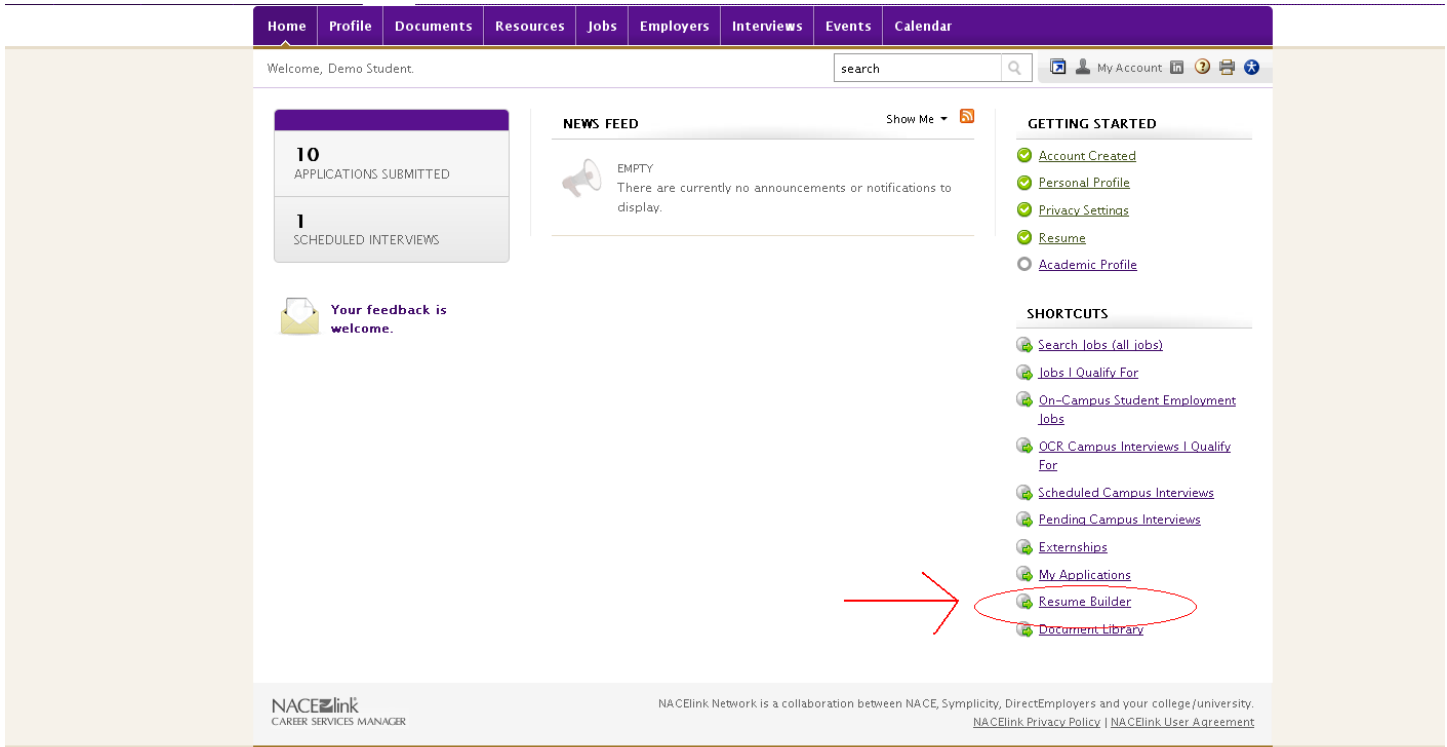 Home Profile Documents Resources Jobs Employers Interviews Events Calendar
Welcome, Demo Student.
search
My Account
10
APPLICATIONS SUBMITTED
1
SCHEDULED INTERVIEWS
Your feedback is
welcome.
NEWS FEED
Show Me
EMPTY
There are currently no announcements or notifications to
display.
GETTING STARTED
Account Created
Personal Profile
Privacy Settings
Resume
Academic Profile
SHORTCUTS
Search Jobs (all jobs)
Jobs I Qualify For
On-Campus Student Employment
Jobs
OCR Campus Interviews I Qualify
For
Scheduled Campus Interviews
Pending Campus Interviews
Externships
My Applications
Resume Builder
Document Library
NACElink
CAREER SERVICES MANAGER
NACElink Network is a collaboration between NACE, Symplicity, DirectEmployers and your college/university.
NACElink Privacy Policy | NACElink User Agreement